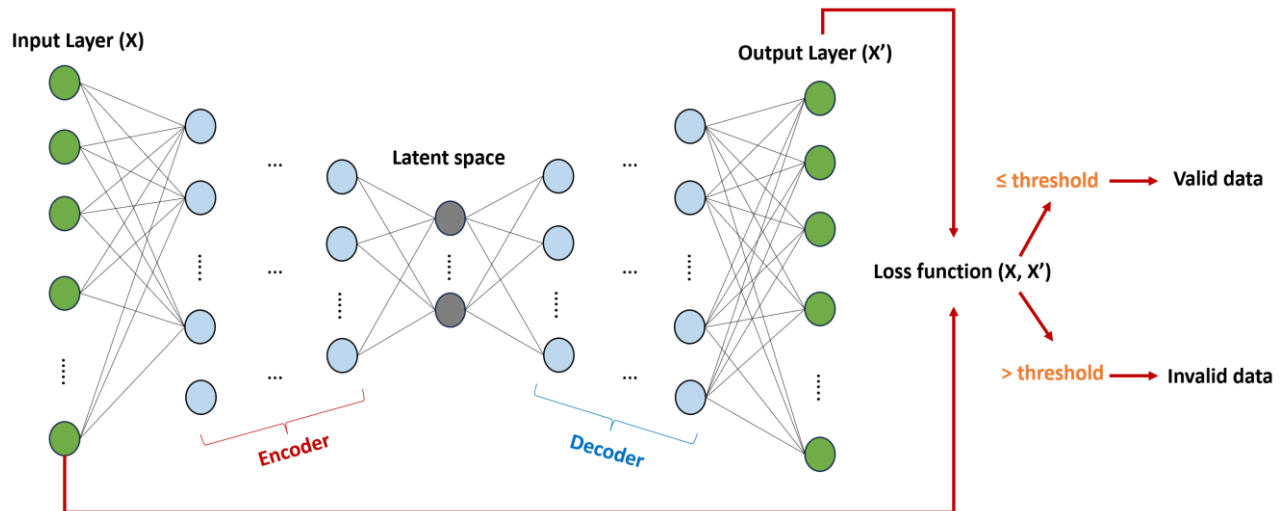 Input Layer (X)
Output Layer (X’)
Latent space
...
...
...
...
...
...
......
......
......
......
......
......
......
≤ threshold
Valid data
Loss function (X, X’)
> threshold
Invalid data
Encoder
Decoder